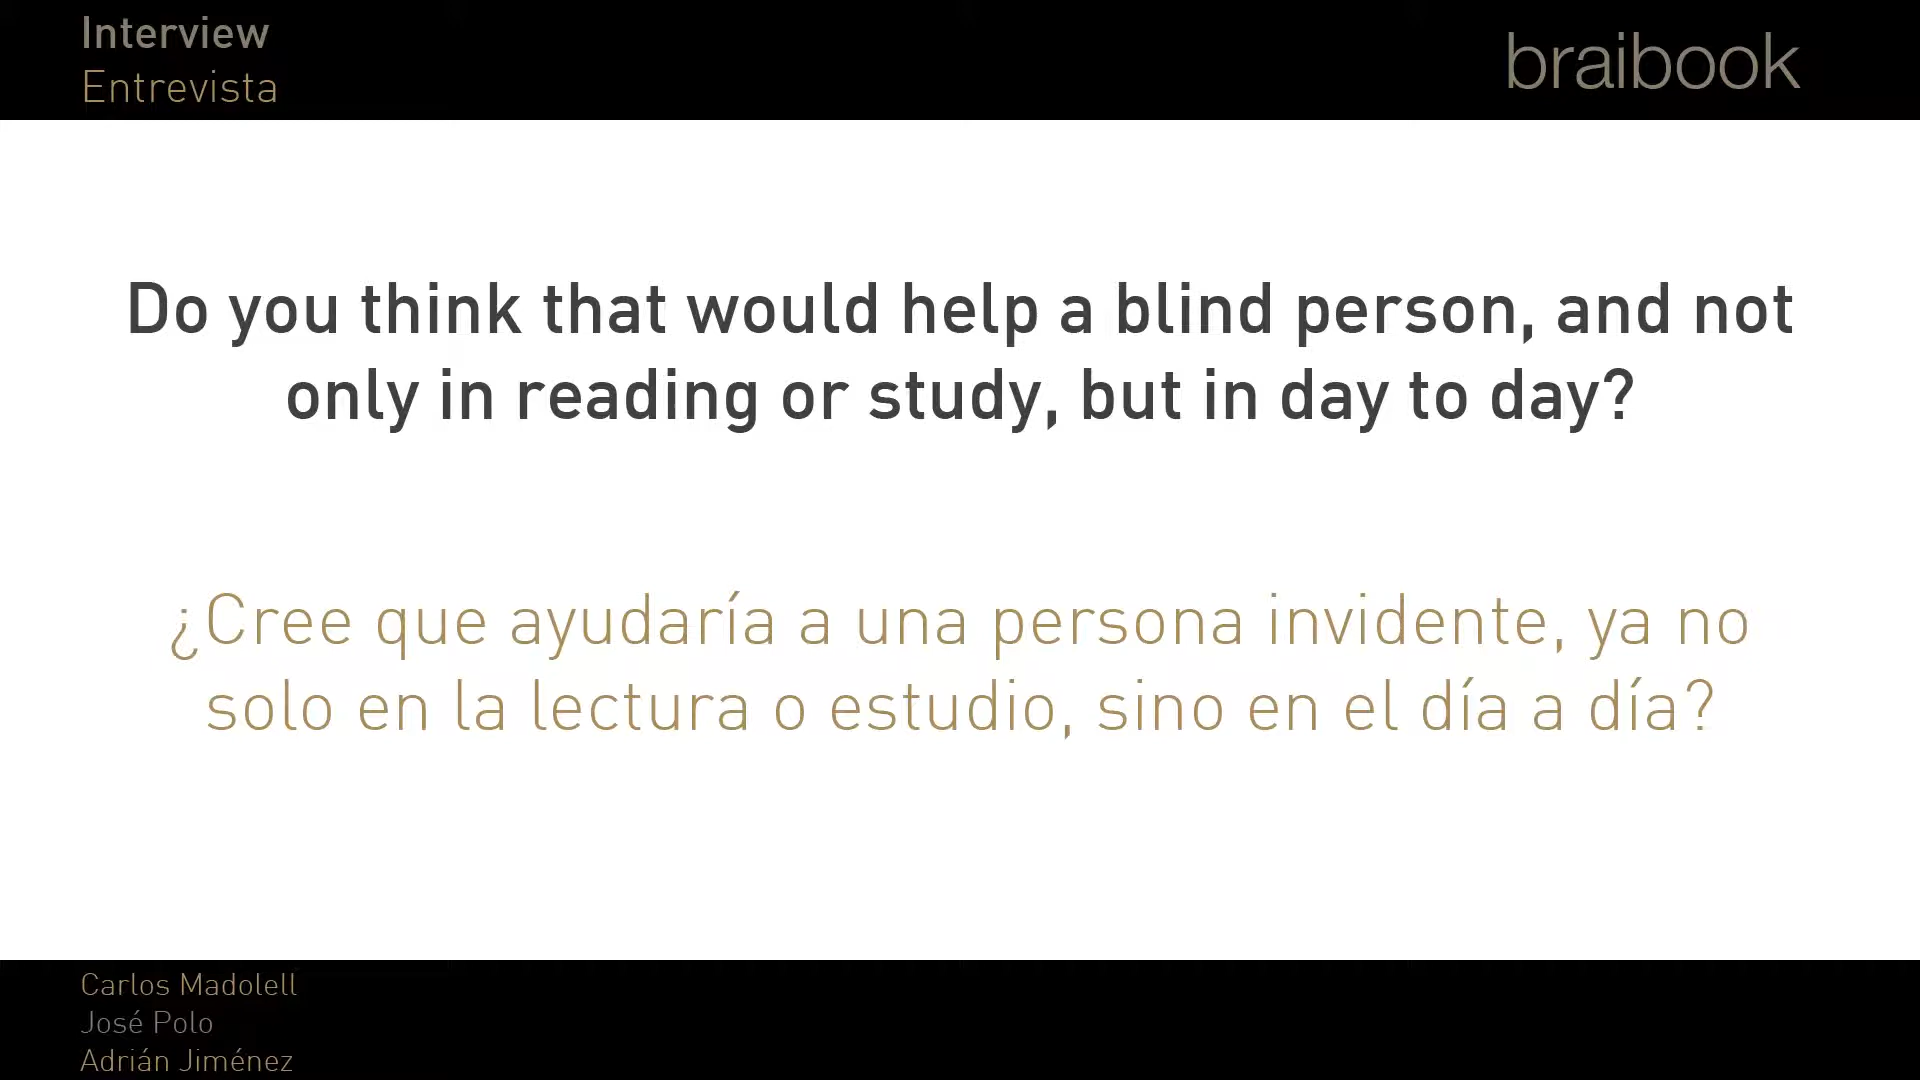 Interview
Entrevista
braibook
Do you think that would help a blind person, and not
only in reading or study, but in day to day?
¿Cree que ayudaría a una persona invidente, ya no
solo en la lectura o estudio, sino en el día a día?
Carlos Madolell
José Polo
Adrián Jiménez